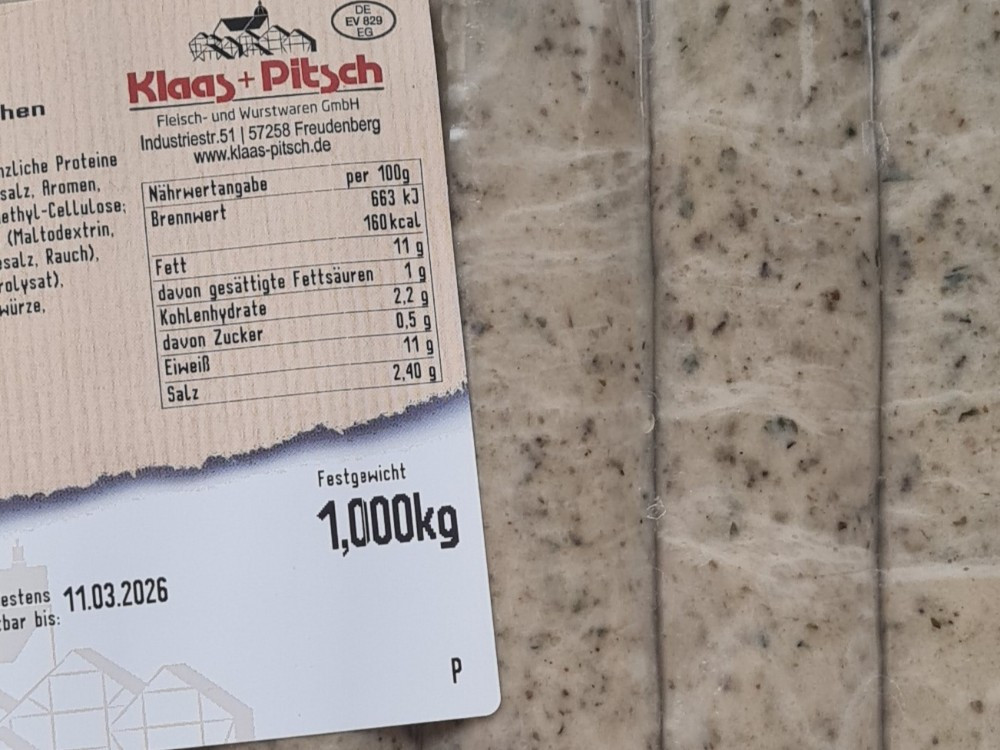 DE
EV 829
EG
Klaas+Pitsch
Fleisch- und Wurstwaren GmbH
Industriestr.51 | 57258 Freudenberg
www.klaas-pitsch.de
hen
nzliche Proteine
salz, Aromen,
ethyl-Cellulose;
(Maltodextrin,
esalz, Rauch),
rolysat),
würze,
Nährwertangabe per 100g
Brennwert 663 kJ
160kcal
Fett 11 g
davon gesättigte Fettsäuren 1 g
Kohlenhydrate 2,2 g
davon Zucker 0,5 g
Eiweiß 11 g
Salz 2,40 g
Festgewicht
1,000kg
estens 11.03.2026
tbar bis:
P